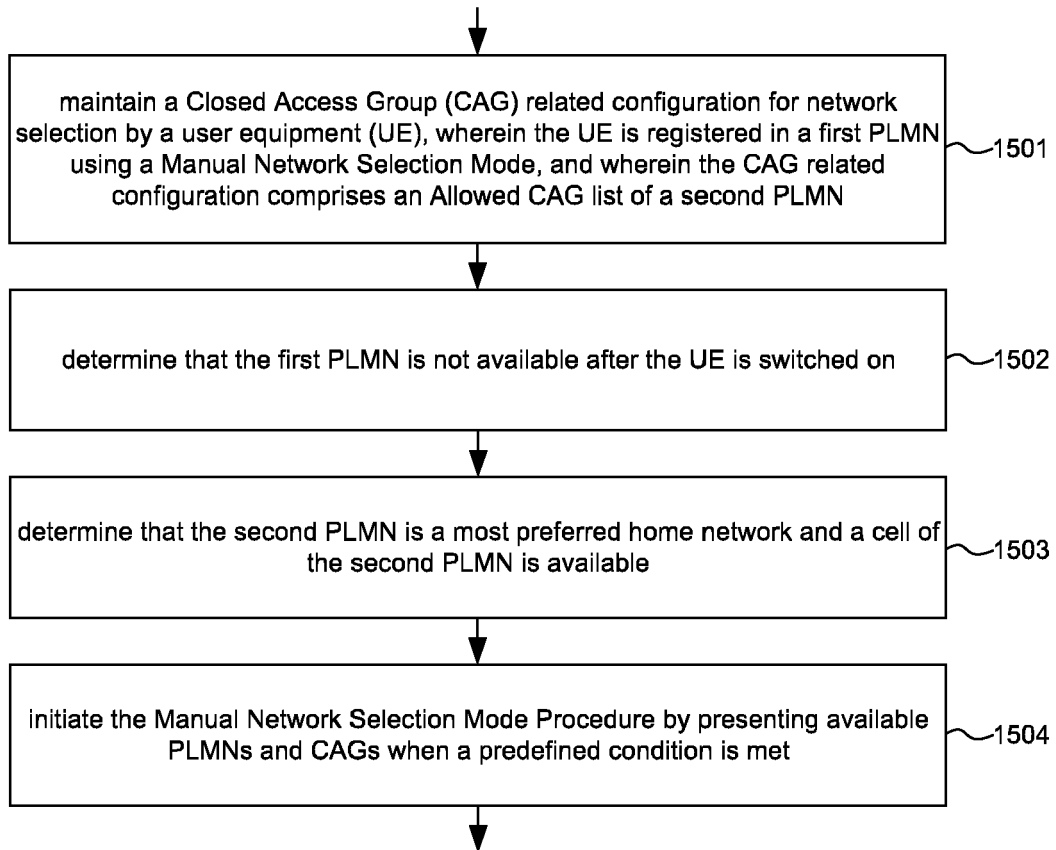 maintain a Closed Access Group (CAG) related configuration for network
selection by a user equipment (UE), wherein the UE is registered in a first PLMN
using a Manual Network Selection Mode, and wherein the CAG related
configuration comprises an Allowed CAG list of a second PLMN
1501
determine that the first PLMN is not available after the UE is switched on
1502
determine that the second PLMN is a most preferred home network and a cell of
the second PLMN is available
1503
initiate the Manual Network Selection Mode Procedure by presenting available
PLMNs and CAGs when a predefined condition is met
1504